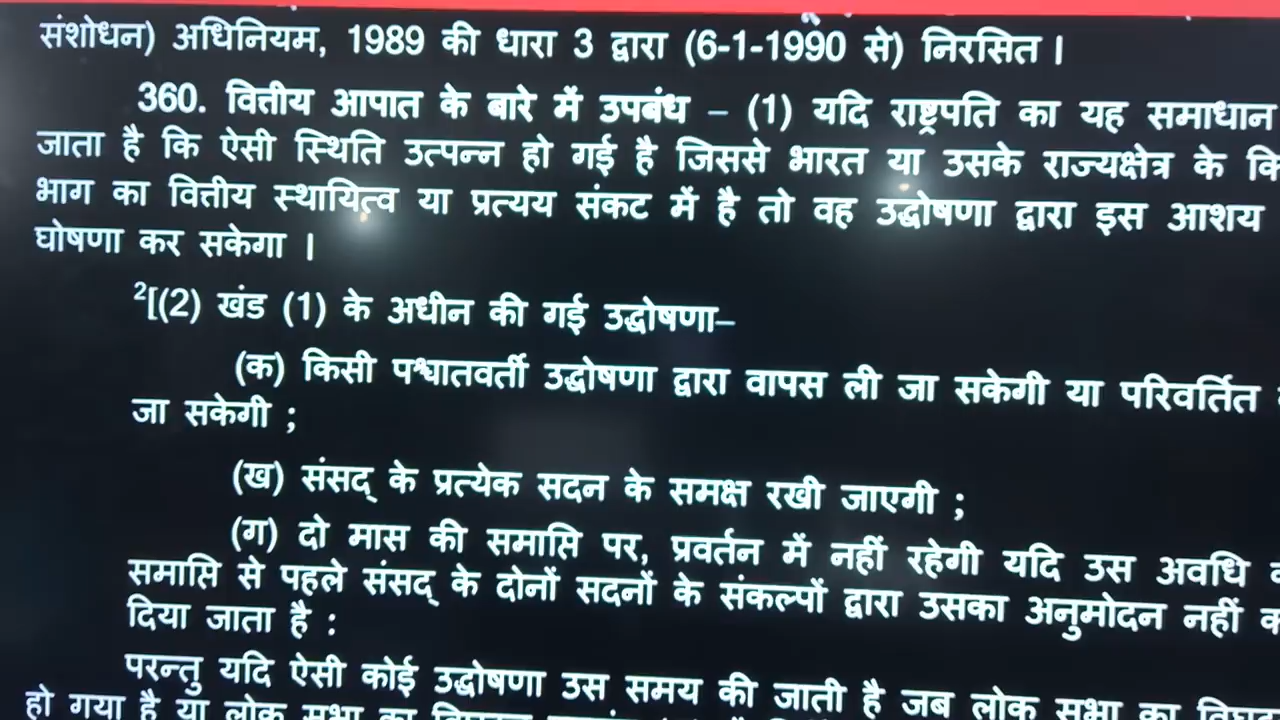 संशोधन) अधिनियम, 1989 की धारा 3 द्वारा (6-1-1990 से) निरसित ।
360. वित्तीय आपात के बारे में उपबंध – (1) यदि राष्ट्रपति का यह समाधान
जाता है कि ऐसी स्थिति उत्पन्न हो गई है जिससे भारत या उसके राज्यक्षेत्र के
भाग का वित्तीय स्थायित्व या प्रत्यय संकट में है तो वह उद्घोषणा द्वारा इस आशय
घोषणा कर सकेगा ।
2[(2) खंड (1) के अधीन की गई उद्घोषणा–
(क) किसी पश्चातवर्ती उद्घोषणा द्वारा वापस ली जा सकेगी या परिवर्तित
जा सकेगी ;
(ख) संसद् के प्रत्येक सदन के समक्ष रखी जाएगी ;
(ग) दो मास की समाप्ति पर, प्रवर्तन में नहीं रहेगी यदि उस अवधि
समाप्ति से पहले संसद् के दोनों सदनों के संकल्पों द्वारा उसका अनुमोदन नहीं
दिया जाता है :
परन्तु यदि ऐसी कोई उद्घोषणा उस समय की जाती है जब लोक सभा का
हो गया है या लोक सभा का